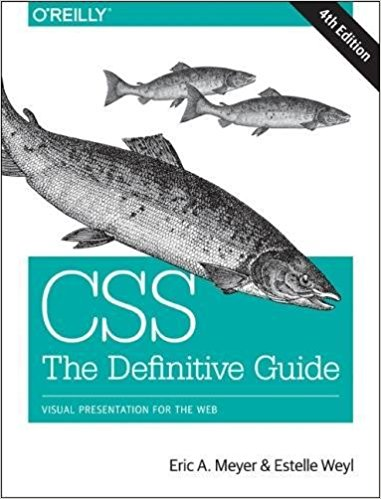 O'REILLY®
4th Edition
CSS
The Definitive Guide
VISUAL PRESENTATION FOR THE WEB
Eric A. Meyer & Estelle Weyl